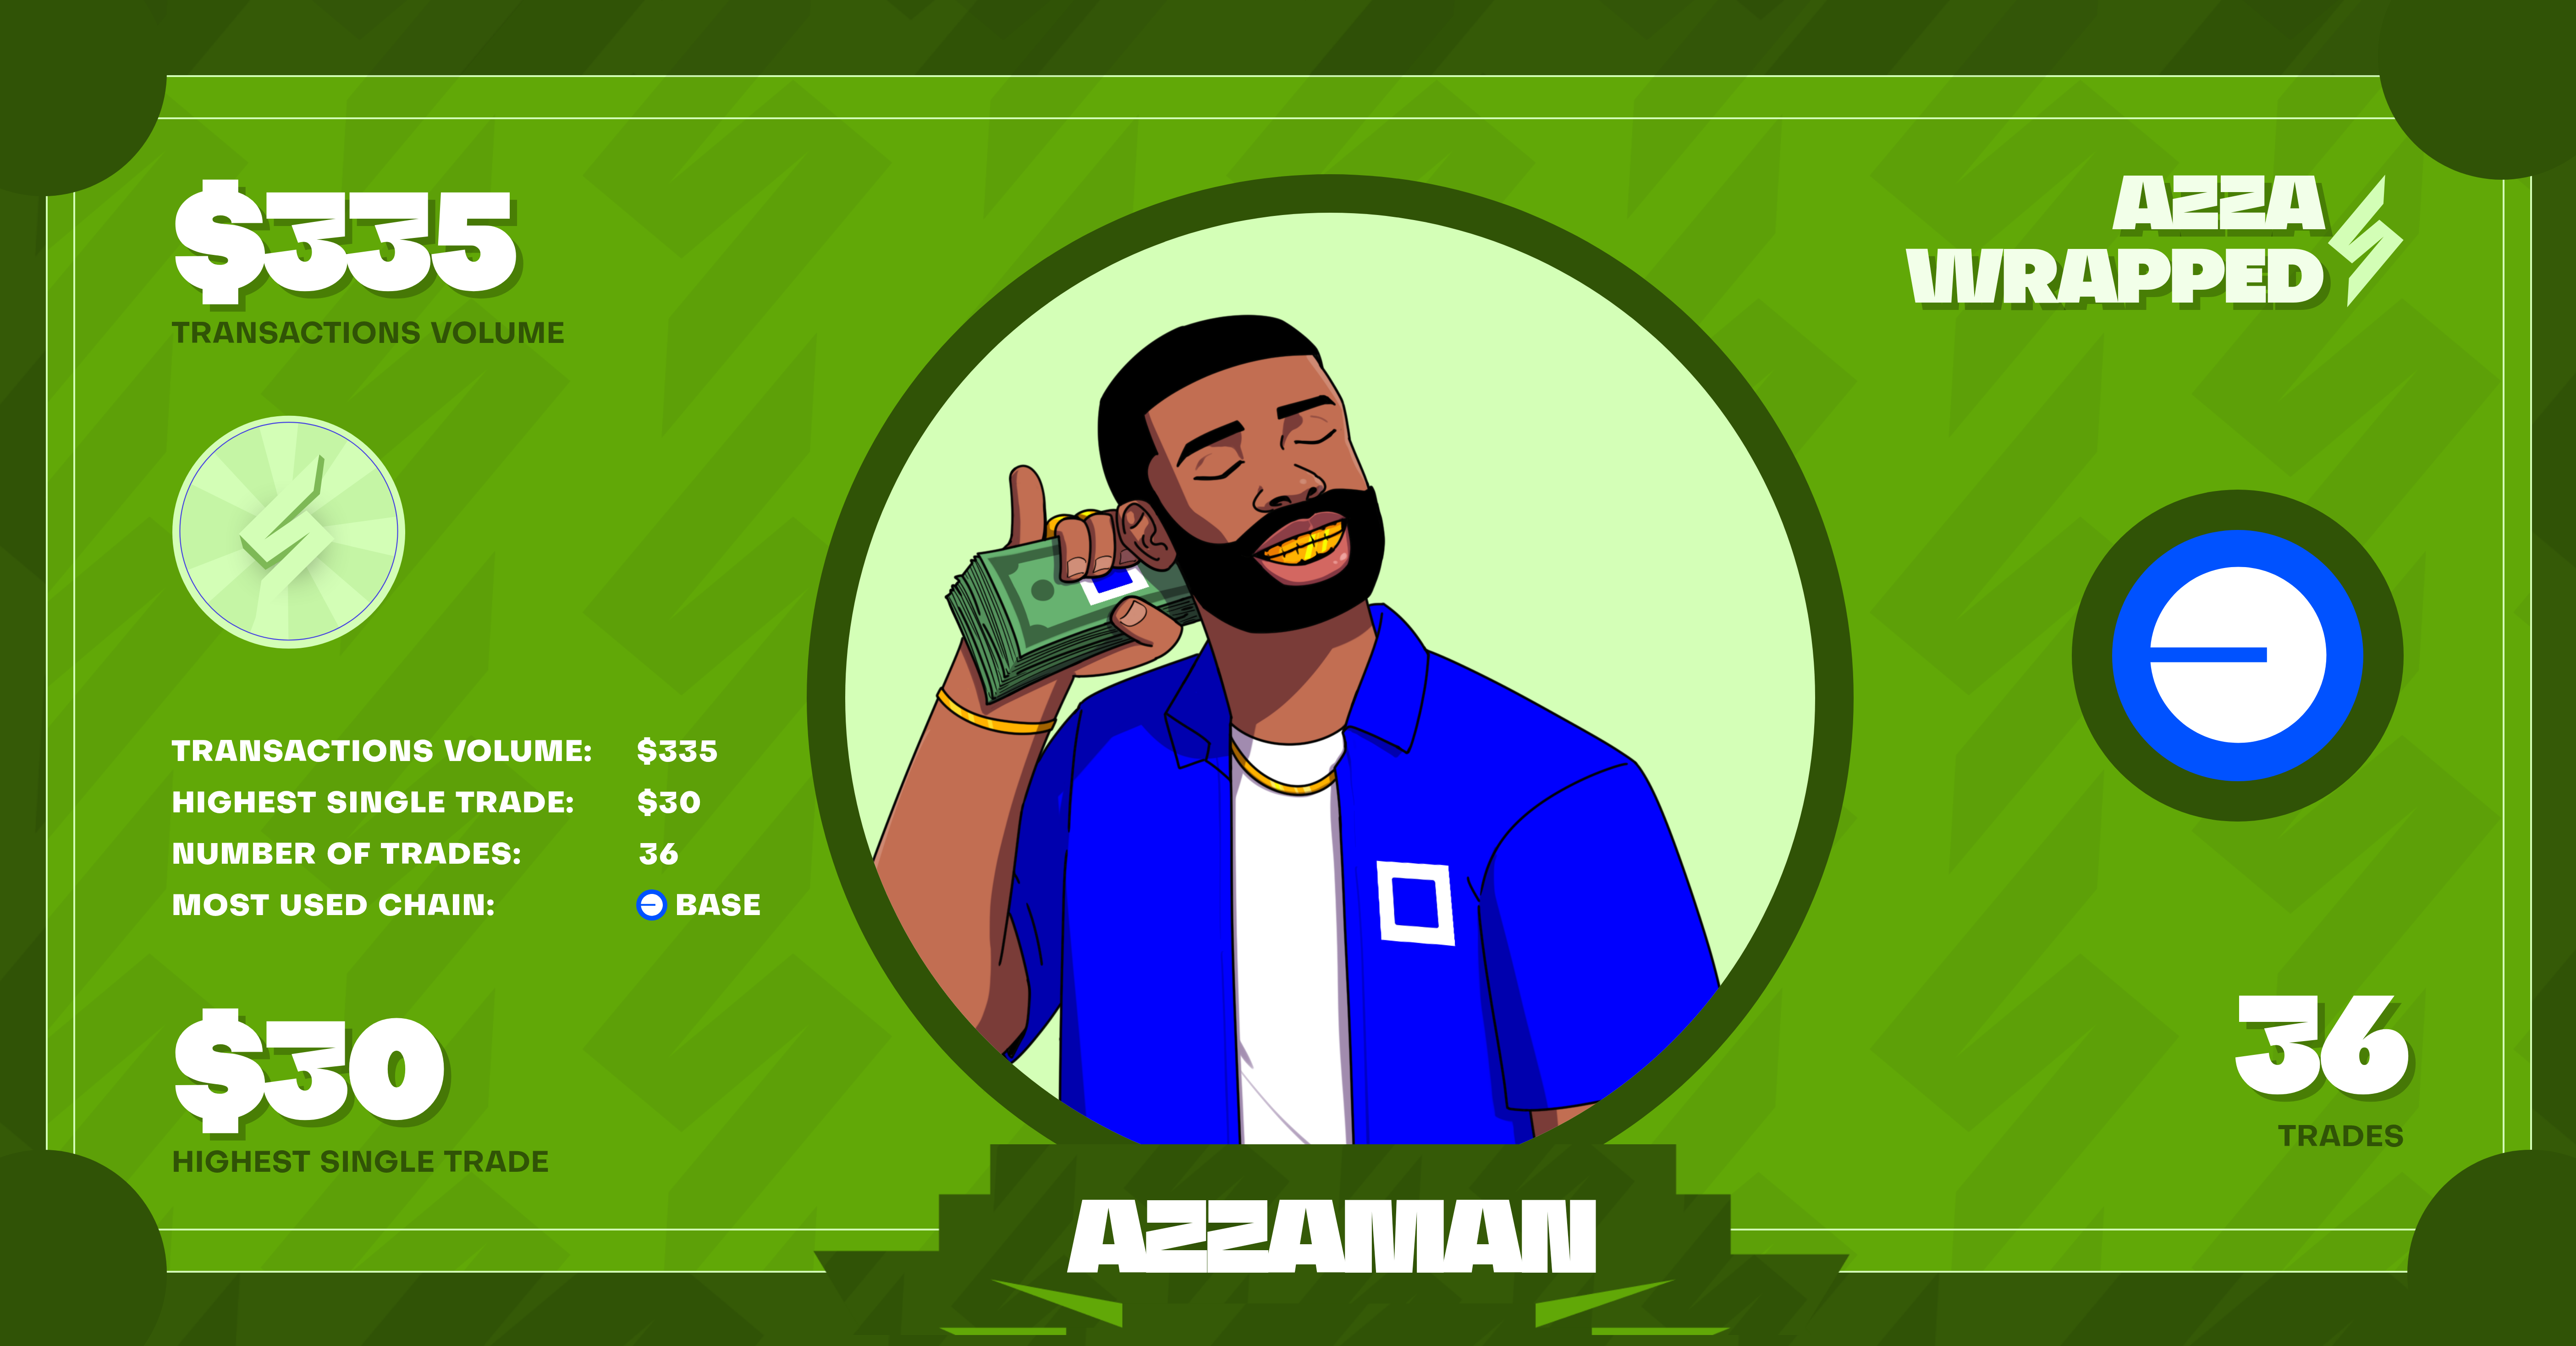 $335
TRANSACTIONS VOLUME
AZZA
WRAPPED
TRANSACTIONS VOLUME: $335
HIGHEST SINGLE TRADE: $30
NUMBER OF TRADES: 36
MOST USED CHAIN: BASE
$30
HIGHEST SINGLE TRADE
36
TRADES
AZZAMAN